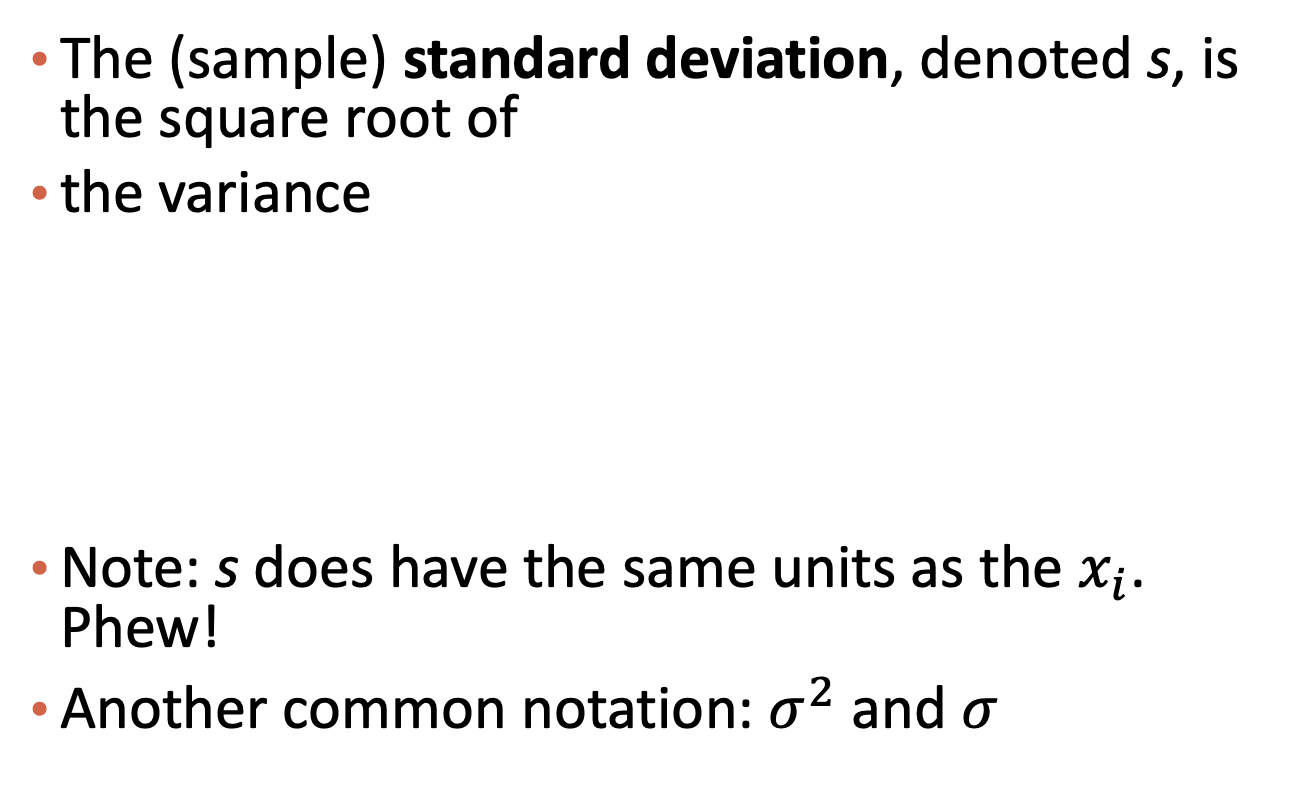 • The (sample) standard deviation, denoted s, is
the square root of
• the variance
• Note: s does have the same units as the xᵢ.
Phew!
• Another common notation: σ² and σ